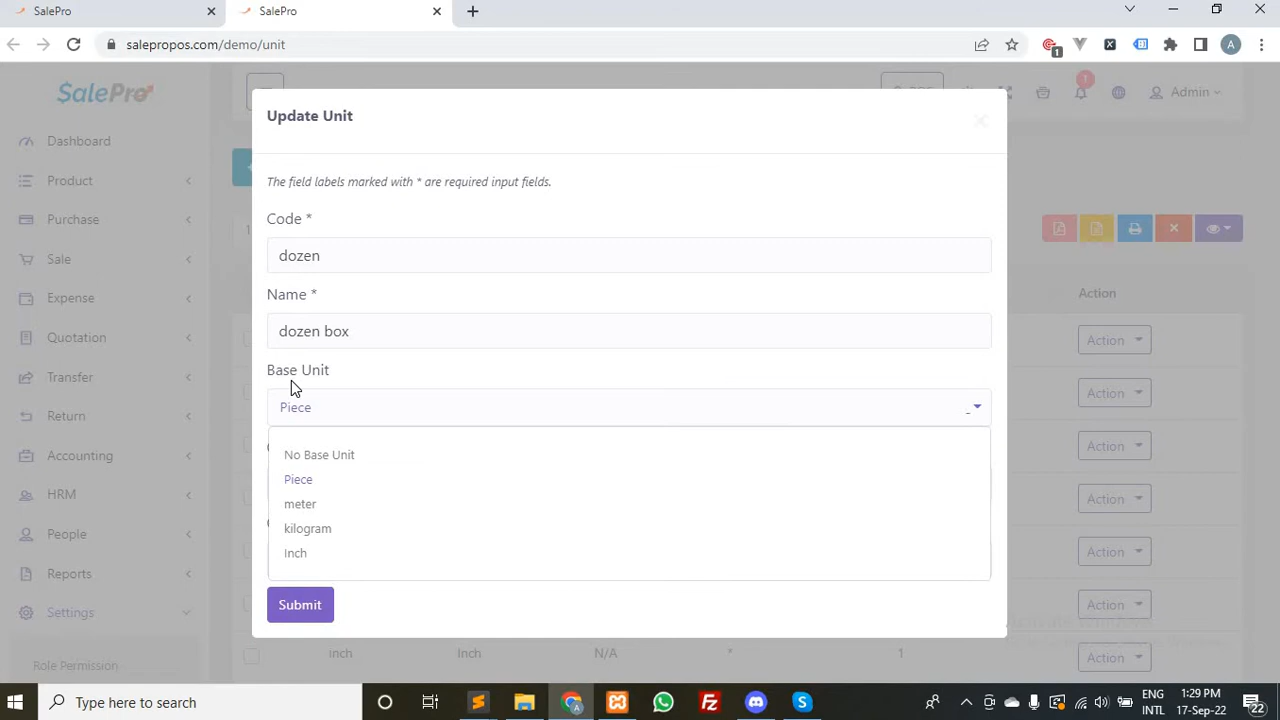 SalePro
SalePro
salepropos.com/demo/unit
1
SalePro
1
Admin
Dashboard
Product
Purchase
Sale
Expense
Quotation
Transfer
Return
Accounting
HRM
People
Reports
Settings
Role Permission
Update Unit
The field labels marked with * are required input fields.
Code *
dozen
Name *
dozen box
Base Unit
Piece
No Base Unit
Piece
meter
kilogram
Inch
Submit
Action
Action
Action
Action
Action
Action
inch
Inch
N/A
*
1
Action
Type here to search
ENG
INTL
1:29 PM
17-Sep-22
22